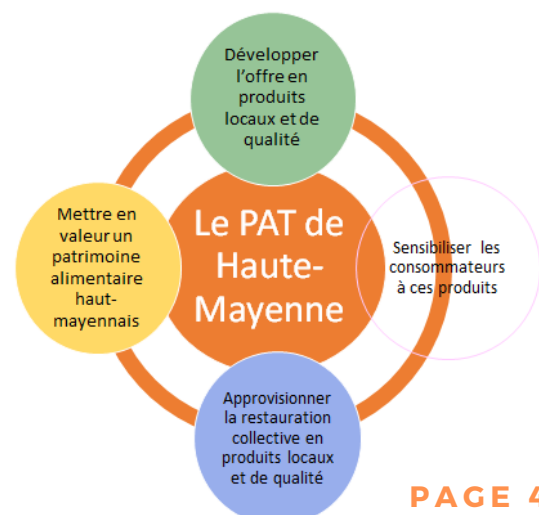 Développer
l'offre en
produits
locaux et de
qualité
Mettre en
valeur un
patrimoine
alimentaire
haut-
mayennais
Le PAT de
Haute-
Mayenne
Sensibiliser les
consommateurs
à ces produits
Approvisionner
la restauration
collective en
produits locaux
et de qualité
PAGE 4